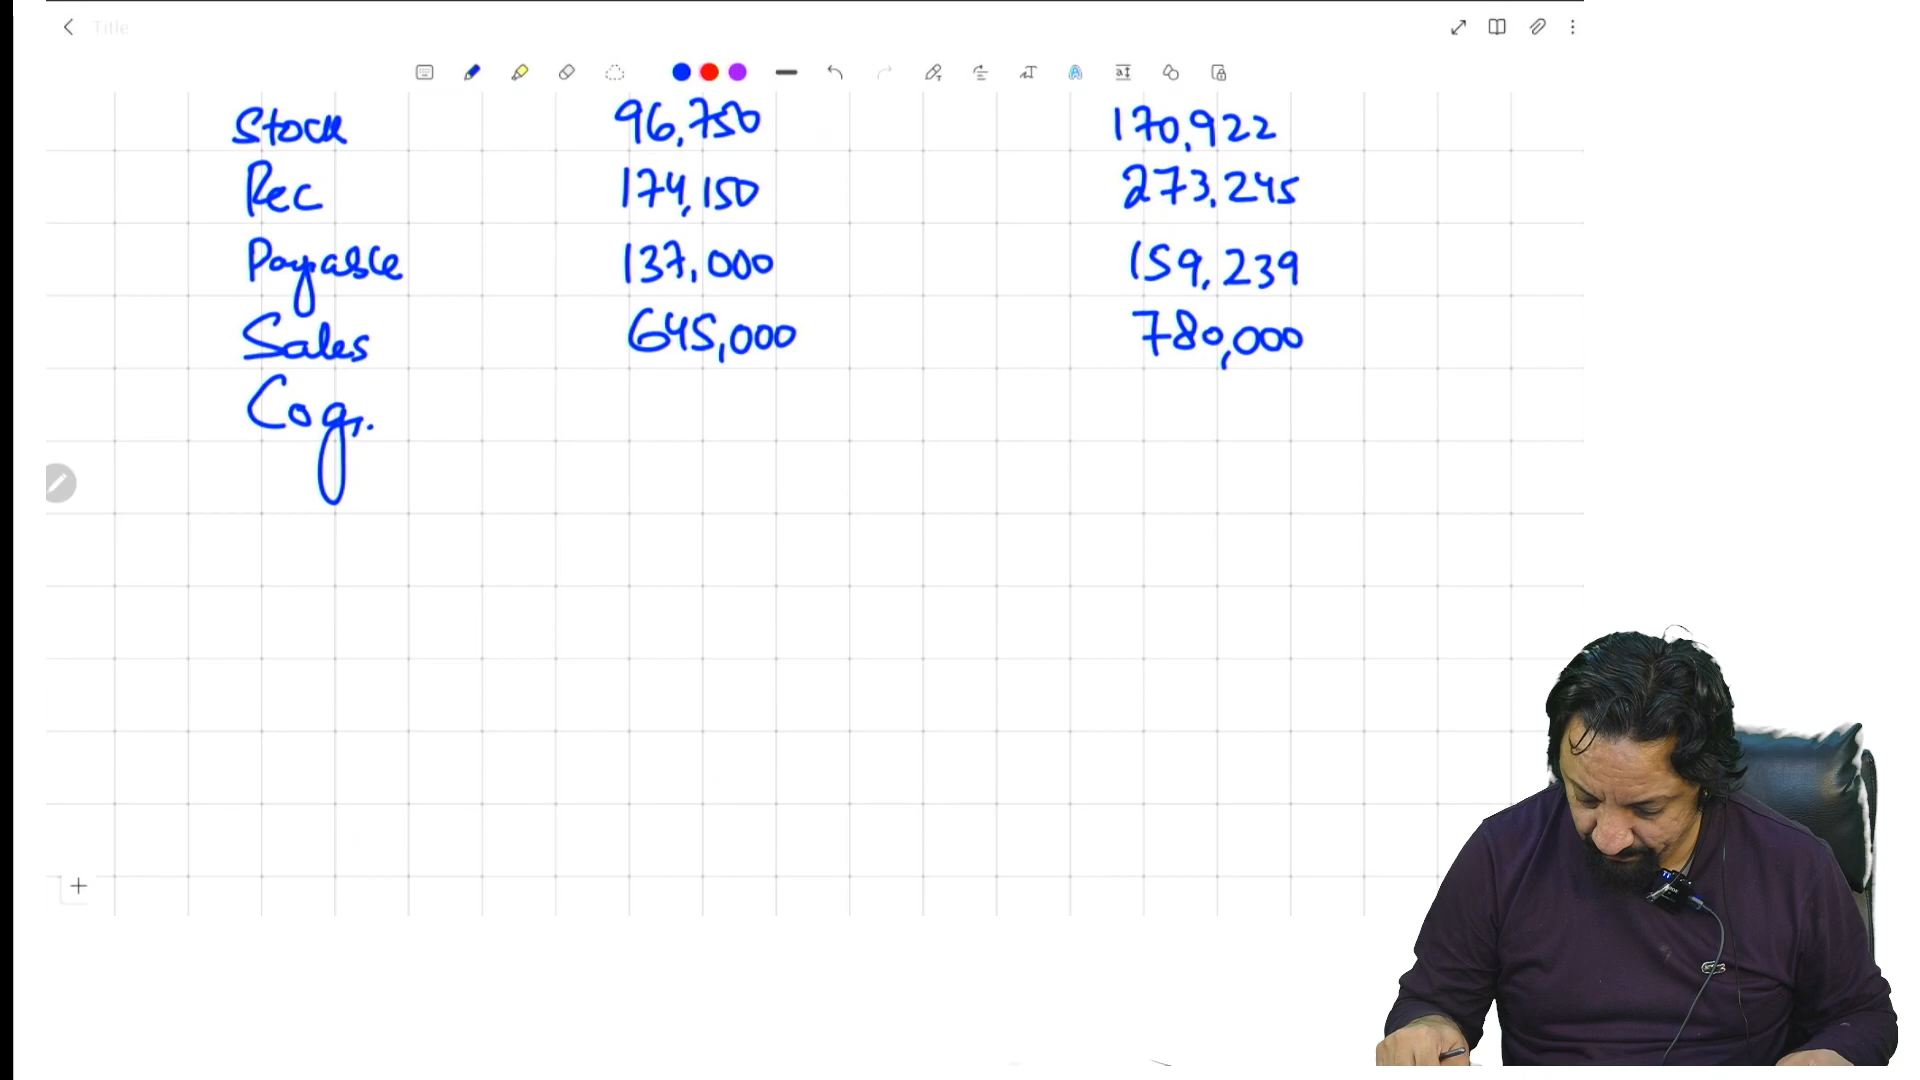 Title
Stock 96,750 170,922
Rec 174,150 273,245
Payable 137,000 159,239
Sales 645,000 780,000
Cogs.